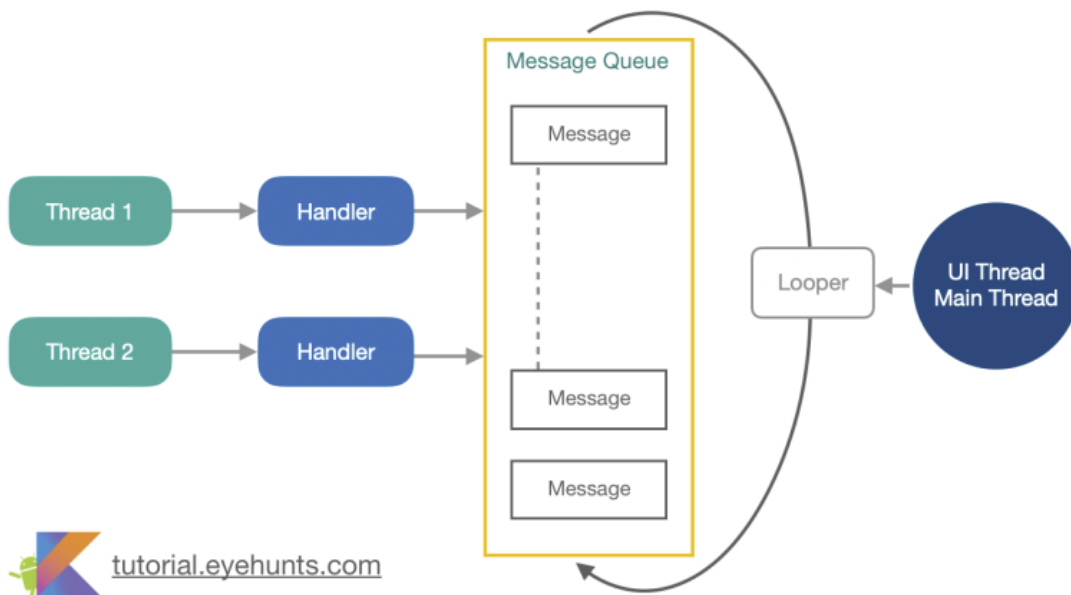 Message Queue
Message
Thread 1
Handler
Looper
UI Thread
Main Thread
Thread 2
Handler
Message
Message
tutorial.eyehunts.com